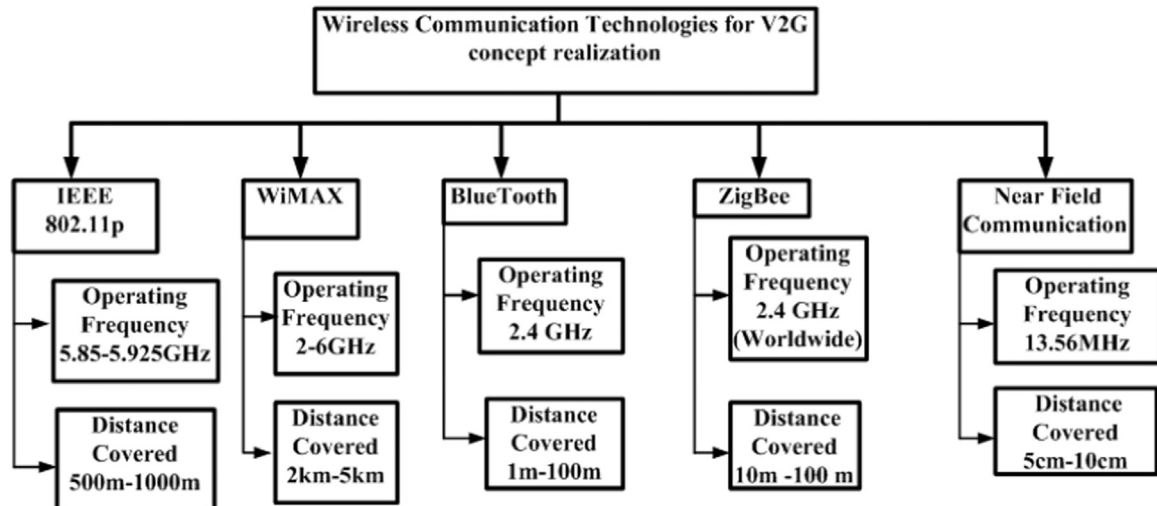 Wireless Communication Technologies for V2G
concept realization
IEEE
802.11p
WiMAX
BlueTooth
ZigBee
Near Field
Communication
Operating
Frequency
5.85-5.925GHz
Operating
Frequency
2-6GHz
Operating
Frequency
2.4 GHz
Operating
Frequency
2.4 GHz
(Worldwide)
Operating
Frequency
13.56MHz
Distance
Covered
500m-1000m
Distance
Covered
2km-5km
Distance
Covered
1m-100m
Distance
Covered
10m -100 m
Distance
Covered
5cm-10cm